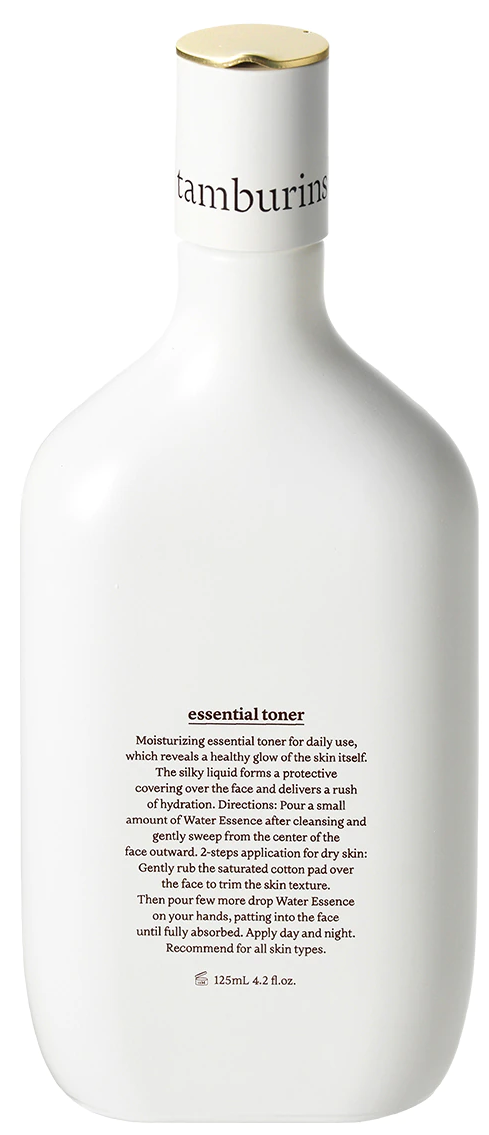 tamburins
essential toner
Moisturizing essential toner for daily use,
which reveals a healthy glow of the skin itself.
The silky liquid forms a protective
covering over the face and delivers a rush
of hydration. Directions: Pour a small
amount of Water Essence after cleansing and
gently sweep from the center of the
face outward. 2-steps application for dry skin:
Gently rub the saturated cotton pad over
the face to trim the skin texture.
Then pour few more drop Water Essence
on your hands, patting into the face
until fully absorbed. Apply day and night.
Recommend for all skin types.
125mL 4.2 fl.oz.